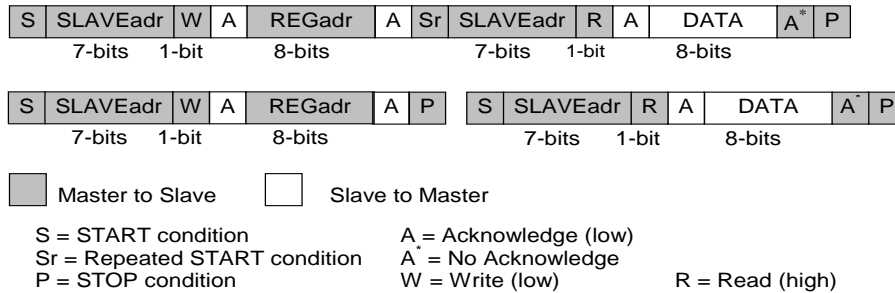 S SLAVEadr W A REGadr A Sr SLAVEadr R A DATA A* P
7-bits 1-bit 8-bits 7-bits 1-bit 8-bits
S SLAVEadr W A REGadr A P S SLAVEadr R A DATA A- P
7-bits 1-bit 8-bits 7-bits 1-bit 8-bits
Master to Slave Slave to Master
S = START condition A = Acknowledge (low)
Sr = Repeated START condition A* = No Acknowledge
P = STOP condition W = Write (low) R = Read (high)